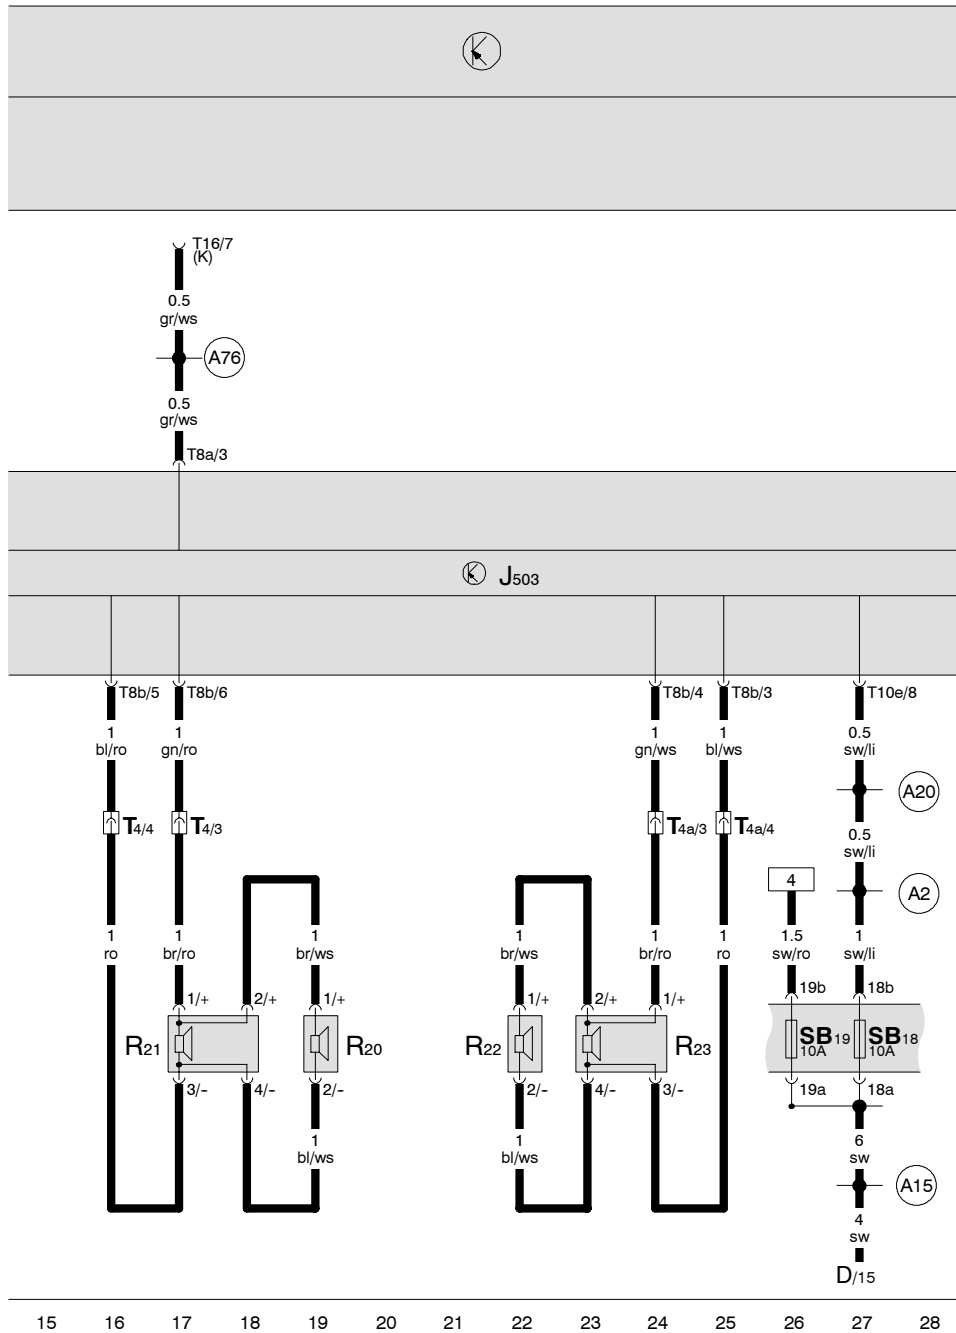 T16/7
(K)
0.5
gr/ws
A76
0.5
gr/ws
T8a/3
J503
T8b/5 T8b/6 T8b/4 T8b/3 T10e/8
1 1 1 1 0.5
bl/ro gn/ro gn/ws bl/ws sw/li
A20
T4/4 T4/3 T4a/3 T4a/4
0.5
sw/li
4
A2
1 1 1 1 1 1 1.5 1
ro br/ro br/ws br/ws br/ro ro sw/ro sw/li
19b 18b
1/+ 2/+ 1/+ 1/+ 2/+ 1/+
R21 R20 R22 R23 SB19 SB18
10A 10A
3/- 4/- 2/- 2/- 4/- 3/- 19a 18a
1 1 6
bl/ws bl/ws sw
A15
4
sw
D/15
15 16 17 18 19 20 21 22 23 24 25 26 27 28